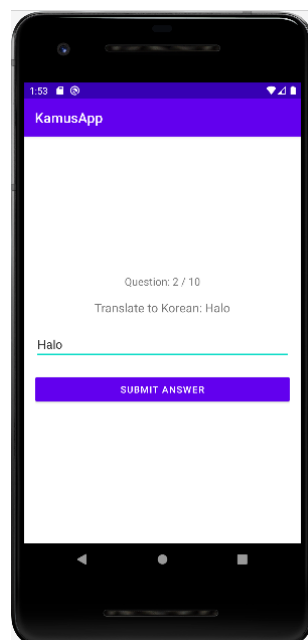 1:53
KamusApp
Question: 2 / 10
Translate to Korean: Halo
Halo
SUBMIT ANSWER